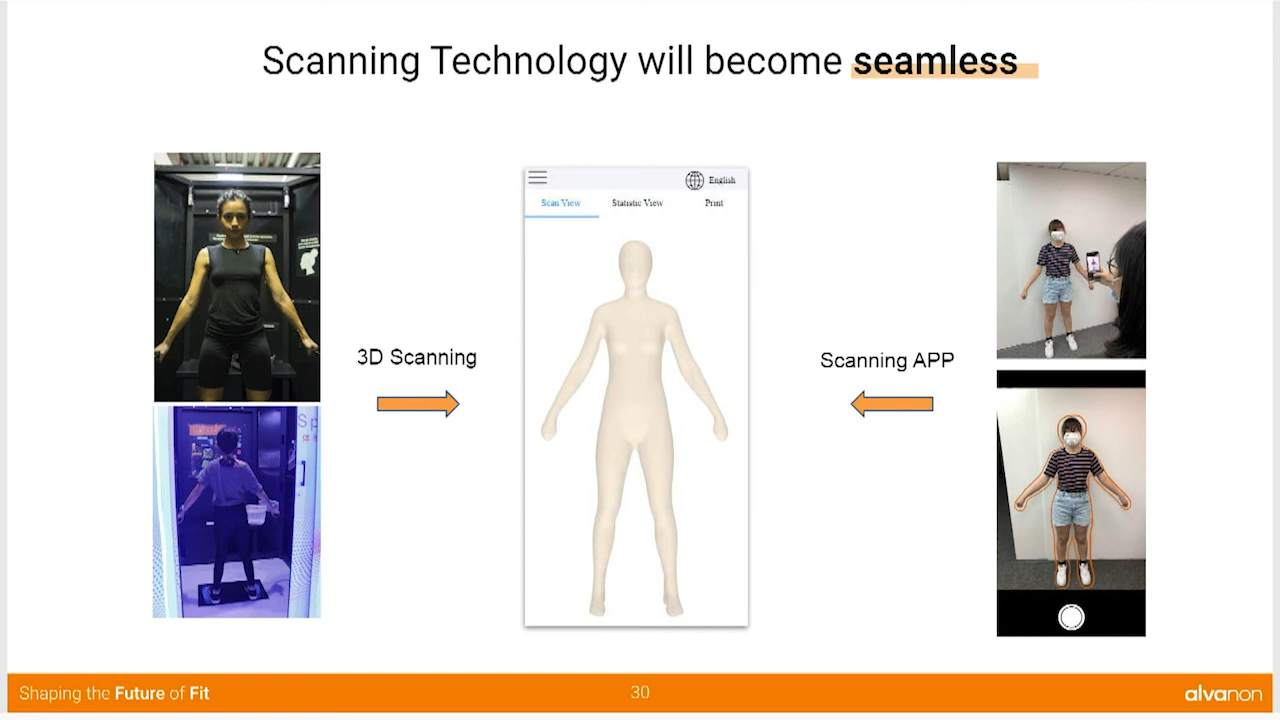 Scanning Technology will become seamless
English
Scan View Statistic View Print
3D Scanning
Scanning APP
Shaping the Future of Fit
30
alvanon